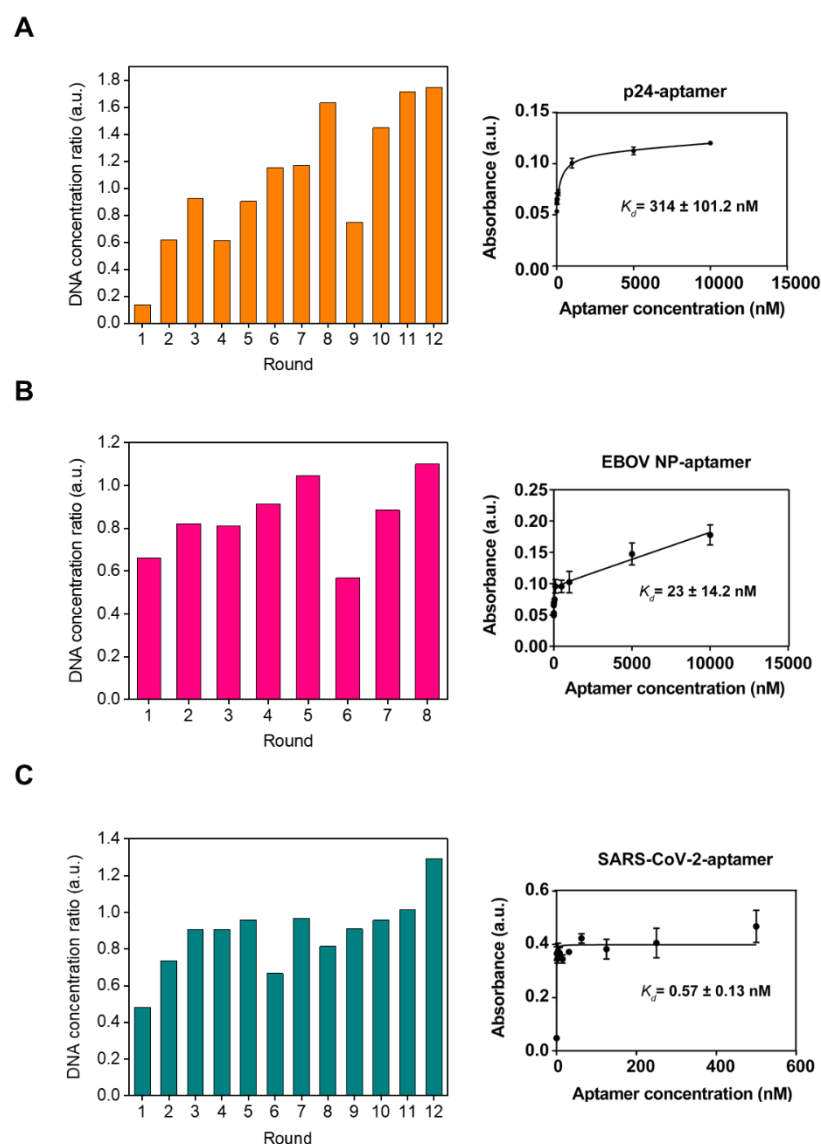 A
DNA concentration ratio (a.u.)
1.8
1.6
1.4
1.2
1.0
0.8
0.6
0.4
0.2
0.0
1 2 3 4 5 6 7 8 9 10 11 12
Round
p24-aptamer
Absorbance (a.u.)
0.15
0.10
0.05
0.00
K_d= 314 ± 101.2 nM
0 5000 10000 15000
Aptamer concentration (nM)
B
DNA concentration ratio (a.u.)
1.2
1.0
0.8
0.6
0.4
0.2
0.0
1 2 3 4 5 6 7 8
Round
EBOV NP-aptamer
Absorbance (a.u.)
0.25
0.20
0.15
0.10
0.05
0.00
K_d= 23 ± 14.2 nM
0 5000 10000 15000
Aptamer concentration (nM)
C
DNA concentration ratio (a.u.)
1.4
1.2
1.0
0.8
0.6
0.4
0.2
0.0
1 2 3 4 5 6 7 8 9 10 11 12
Round
SARS-CoV-2-aptamer
Absorbance (a.u.)
0.6
0.4
0.2
0.0
K_d= 0.57 ± 0.13 nM
0 200 400 600
Aptamer concentration (nM)